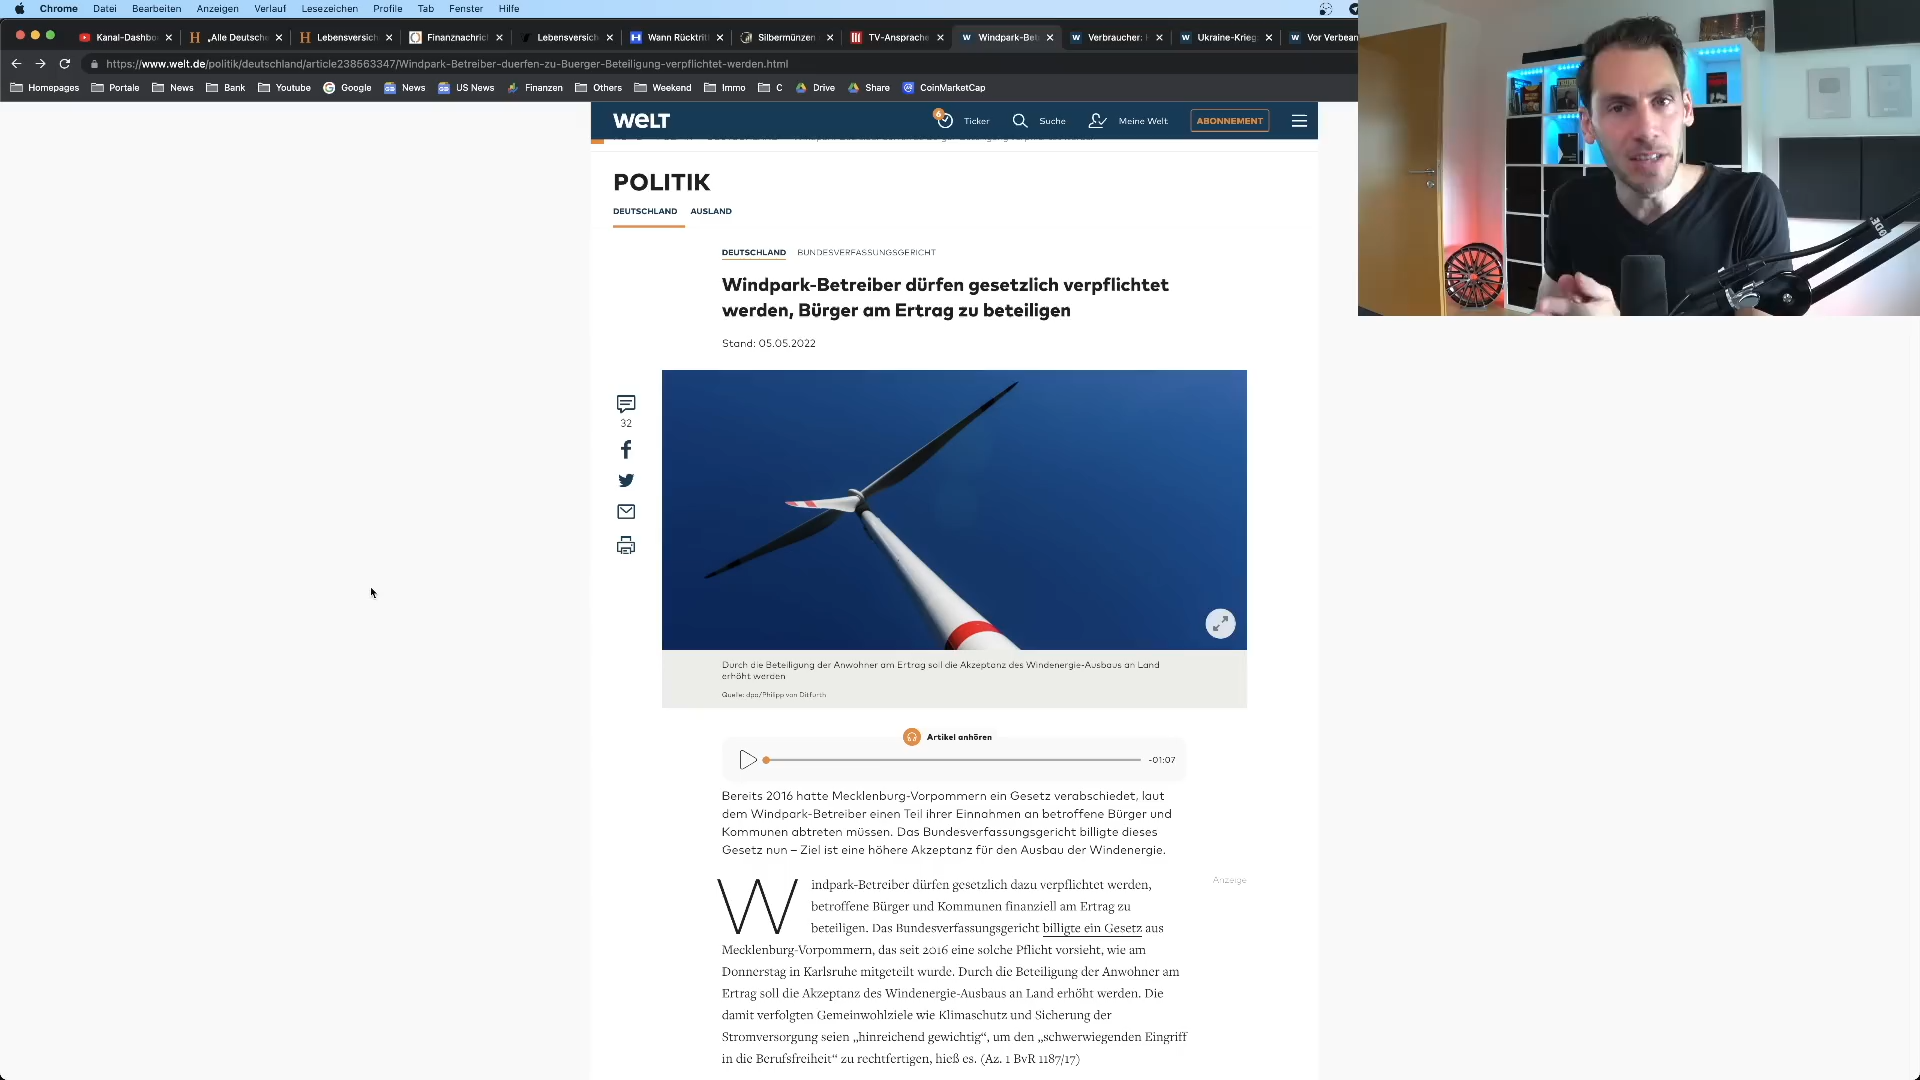 Chrome Datei Bearbeiten Anzeigen Verlauf Lesezeichen Profile Tab Fenster Hilfe
Kanal-Dashbo „Alle Deutsche Lebensversich Finanznachric Lebensversich Wann Rücktritt Silbermünzen TV-Ansprache Windpark-Bet Verbraucher: Ukraine-Krieg Vor Verbean
https://www.welt.de/politik/deutschland/article238563347/Windpark-Betreiber-duerfen-zu-Buerger-Beteiligung-verpflichtet-werden.html
Homepages Portale News Bank Youtube Google News US News Finanzen Others Weekend Immo C Drive Share CoinMarketCap
WELT 6 Ticker Suche Meine Welt ABONNEMENT
POLITIK
DEUTSCHLAND AUSLAND
DEUTSCHLAND BUNDESVERFASSUNGSGERICHT
Windpark-Betreiber dürfen gesetzlich verpflichtet
werden, Bürger am Ertrag zu beteiligen
Stand: 05.05.2022
32
Durch die Beteiligung der Anwohner am Ertrag soll die Akzeptanz des Windenergie-Ausbaus an Land
erhöht werden
Quelle: dpa/Philipp von Ditfurth
Artikel anhören
-01:07
Bereits 2016 hatte Mecklenburg-Vorpommern ein Gesetz verabschiedet, laut
dem Windpark-Betreiber einen Teil ihrer Einnahmen an betroffene Bürger und
Kommunen abtreten müssen. Das Bundesverfassungsgericht billigte dieses
Gesetz nun – Ziel ist eine höhere Akzeptanz für den Ausbau der Windenergie.
Anzeige
Windpark-Betreiber dürfen gesetzlich dazu verpflichtet werden,
betroffene Bürger und Kommunen finanziell am Ertrag zu
beteiligen. Das Bundesverfassungsgericht billigte ein Gesetz aus
Mecklenburg-Vorpommern, das seit 2016 eine solche Pflicht vorsieht, wie am
Donnerstag in Karlsruhe mitgeteilt wurde. Durch die Beteiligung der Anwohner am
Ertrag soll die Akzeptanz des Windenergie-Ausbaus an Land erhöht werden. Die
damit verfolgten Gemeinwohlziele wie Klimaschutz und Sicherung der
Stromversorgung seien „hinreichend gewichtig“, um den „schwerwiegenden Eingriff
in die Berufsfreiheit“ zu rechtfertigen, hieß es. (Az. 1 BvR 1187/17)